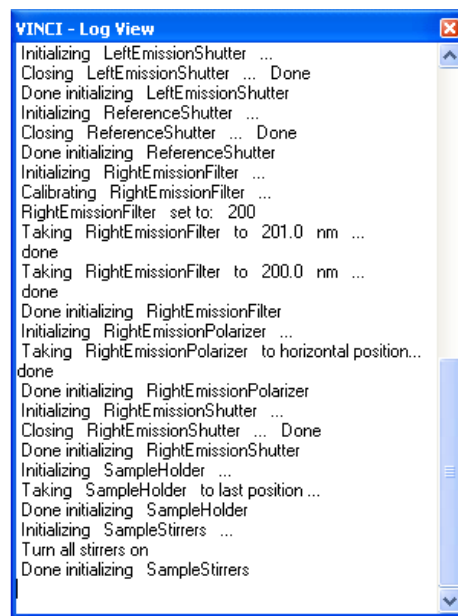 VINCI - Log View
Initializing LeftEmissionShutter ...
Closing LeftEmissionShutter ... Done
Done initializing LeftEmissionShutter
Initializing ReferenceShutter ...
Closing ReferenceShutter ... Done
Done initializing ReferenceShutter
Initializing RightEmissionFilter ...
Calibrating RightEmissionFilter ...
RightEmissionFilter set to: 200
Taking RightEmissionFilter to 201.0 nm ...
done
Taking RightEmissionFilter to 200.0 nm ...
done
Done initializing RightEmissionFilter
Initializing RightEmissionPolarizer ...
Taking RightEmissionPolarizer to horizontal position...
done
Done initializing RightEmissionPolarizer
Initializing RightEmissionShutter ...
Closing RightEmissionShutter ... Done
Done initializing RightEmissionShutter
Initializing SampleHolder ...
Taking SampleHolder to last position ...
Done initializing SampleHolder
Initializing SampleStirrers ...
Turn all stirrers on
Done initializing SampleStirrers